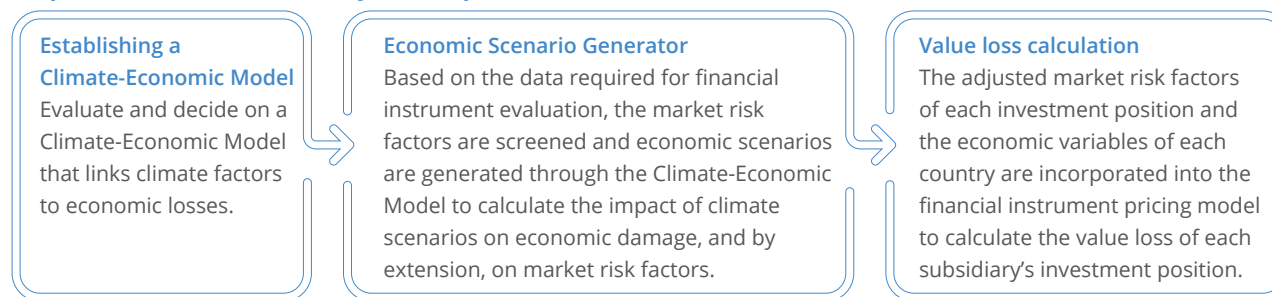 Establishing a
Climate-Economic Model
Evaluate and decide on a
Climate-Economic Model
that links climate factors
to economic losses.
Economic Scenario Generator
Based on the data required for financial
instrument evaluation, the market risk
factors are screened and economic scenarios
are generated through the Climate-Economic
Model to calculate the impact of climate
scenarios on economic damage, and by
extension, on market risk factors.
Value loss calculation
The adjusted market risk factors
of each investment position and
the economic variables of each
country are incorporated into the
financial instrument pricing model
to calculate the value loss of each
subsidiary’s investment position.